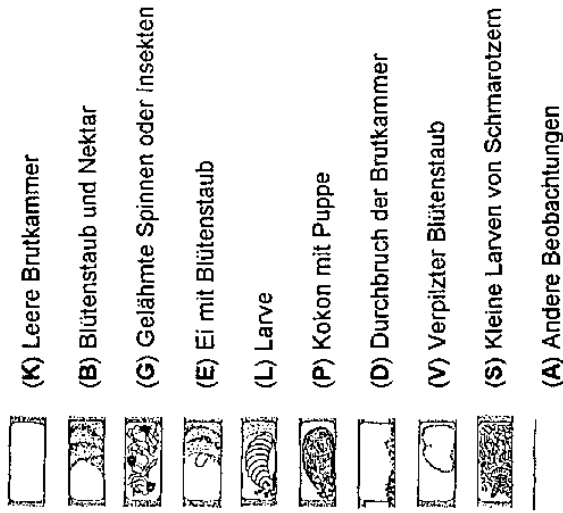 (K) Leere Brutkammer
(B) Blütenstaub und Nektar
(G) Gelähmte Spinnen oder Insekten
(E) Ei mit Blütenstaub
(L) Larve
(P) Kokon mit Puppe
(D) Durchbruch der Brutkammer
(V) Verpilzter Blütenstaub
(S) Kleine Larven von Schmarotzern
(A) Andere Beobachtungen